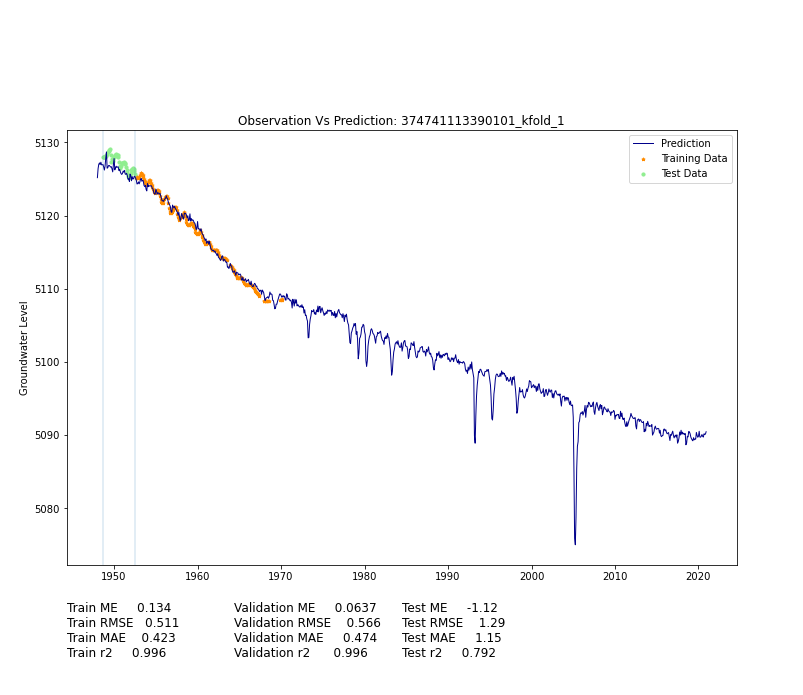 Observation Vs Prediction: 374741113390101_kfold_1
Prediction
Training Data
Test Data
Groundwater Level
5130
5120
5110
5100
5090
5080
1950 1960 1970 1980 1990 2000 2010 2020
Train ME 0.134 Validation ME 0.0637 Test ME -1.12
Train RMSE 0.511 Validation RMSE 0.566 Test RMSE 1.29
Train MAE 0.423 Validation MAE 0.474 Test MAE 1.15
Train r2 0.996 Validation r2 0.996 Test r2 0.792